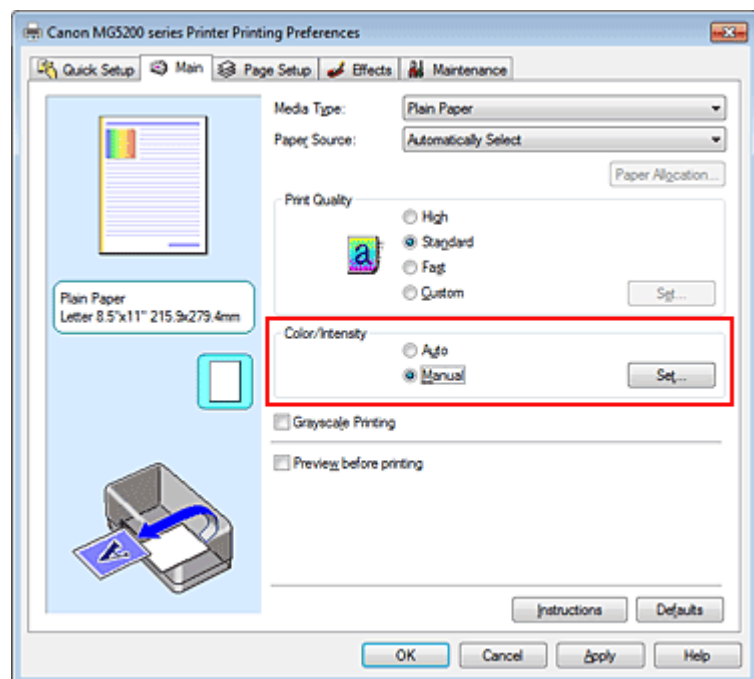 Canon MG5200 series Printer Printing Preferences
Quick Setup Main Page Setup Effects Maintenance
Media Type: Plain Paper
Paper Source: Automatically Select
Paper Allocation...
Print Quality
High
a Standard
Fast
Custom Set...
Plain Paper
Letter 8.5"x11" 215.9x279.4mm
Color/Intensity
Auto
Manual Set...
Grayscale Printing
Preview before printing
A
Instructions Defaults
OK Cancel Apply Help